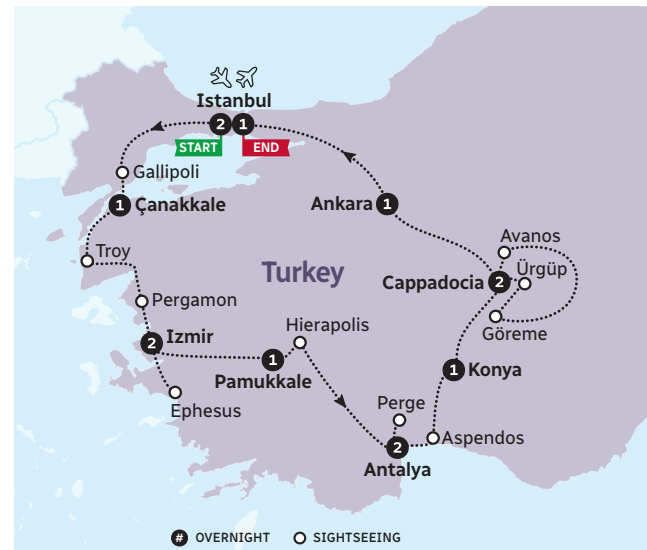 Istanbul
2 1
START END
Gallipoli
1 Çanakkale
Ankara 1
Troy
Avanos
Turkey
Ürgüp
Cappadocia 2
Pergamon
Göreme
Hierapolis
2 Izmir
1
Pamukkale
1 Konya
Ephesus
Perge
Aspendos
2
Antalya
# OVERNIGHT SIGHTSEEING